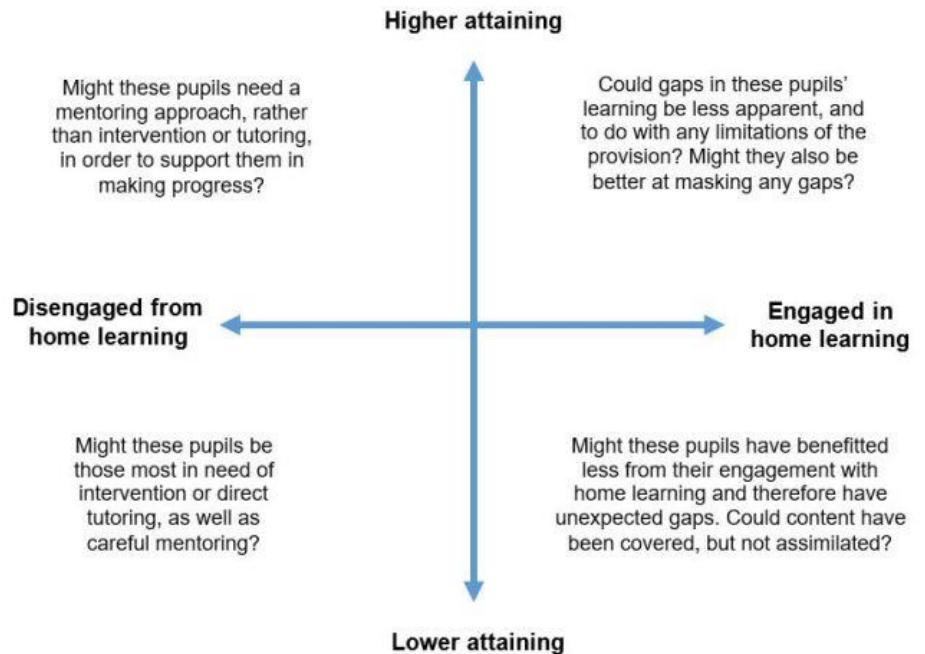 Higher attaining
Might these pupils need a
mentoring approach, rather
than intervention or tutoring,
in order to support them in
making progress?
Could gaps in these pupils'
learning be less apparent, and
to do with any limitations of the
provision? Might they also be
better at masking any gaps?
Disengaged from
home learning
Engaged in
home learning
Might these pupils be
those most in need of
intervention or direct
tutoring, as well as
careful mentoring?
Might these pupils have benefitted
less from their engagement with
home learning and therefore have
unexpected gaps. Could content have
been covered, but not assimilated?
Lower attaining